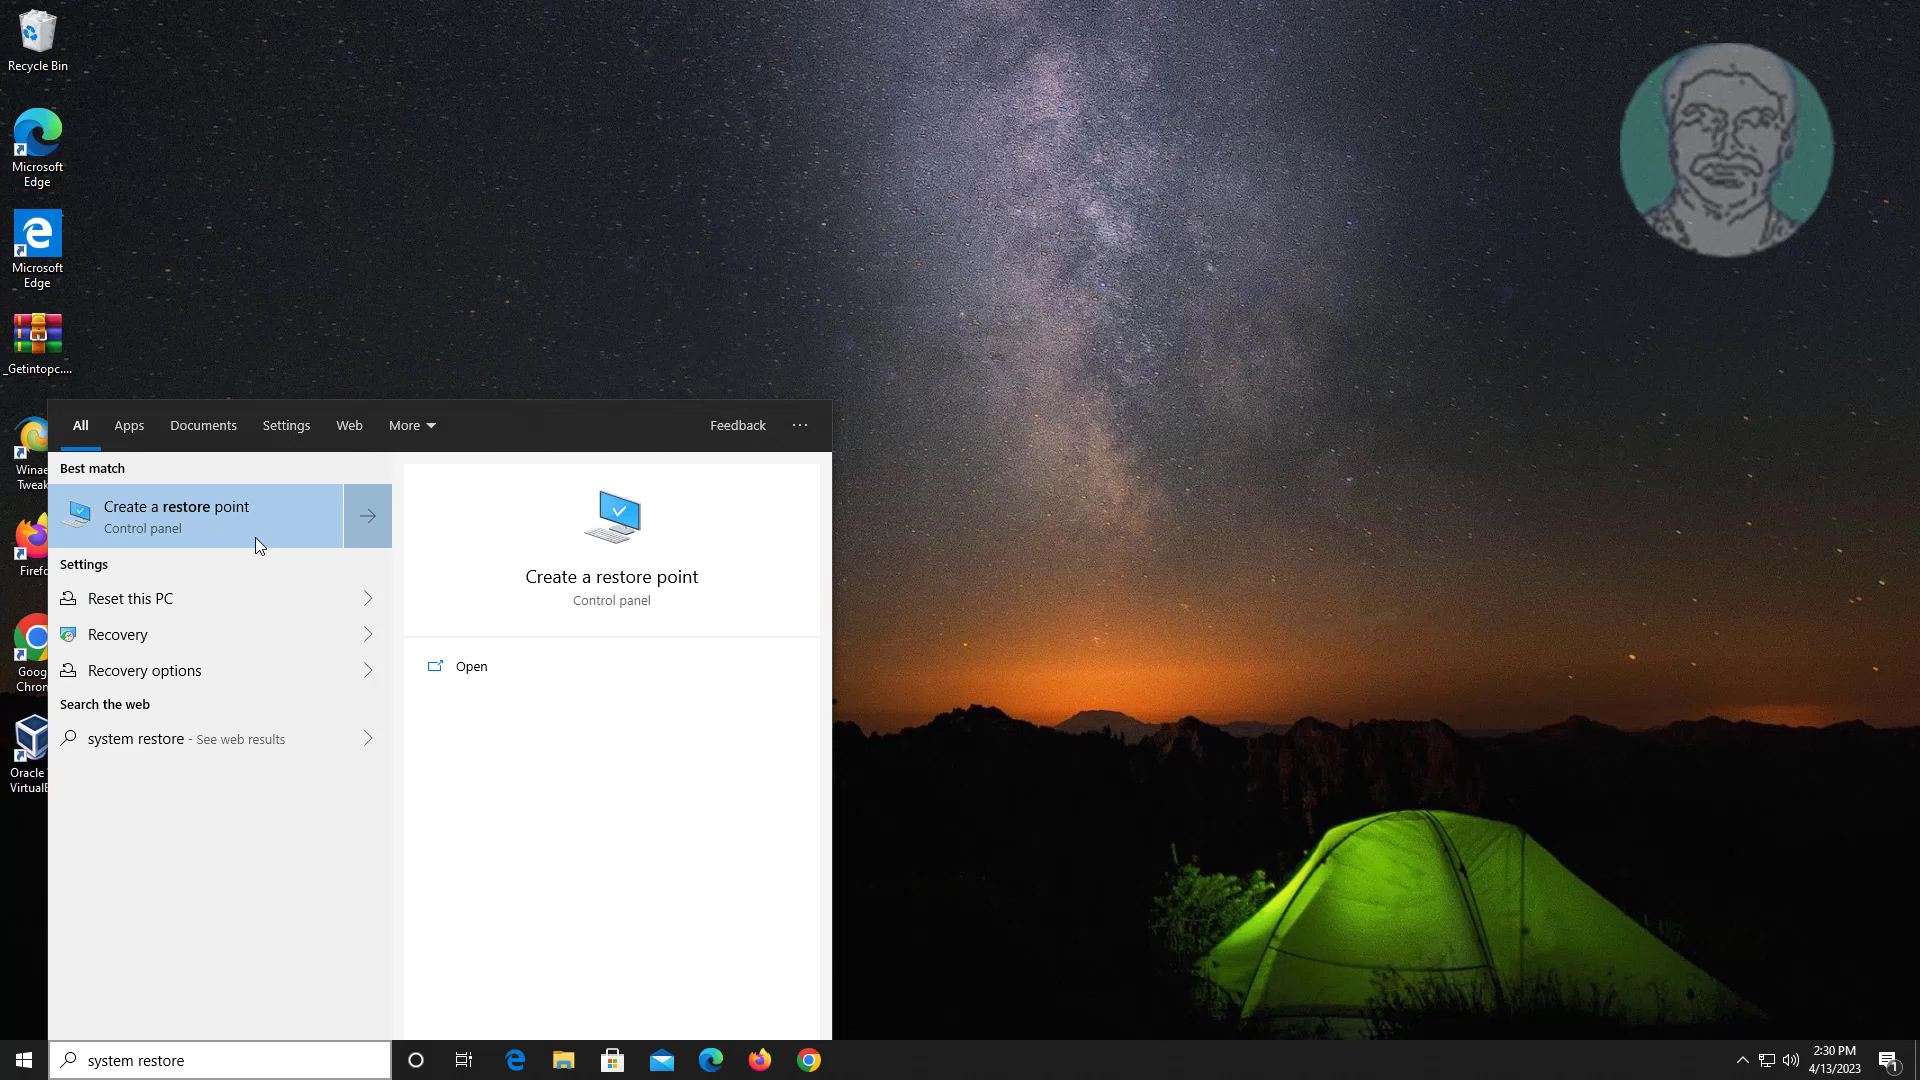 Recycle Bin
Microsoft
Edge
Microsoft
Edge
_Getintopc....
Winae
Tweak
Firefo
Goog
Chron
Oracle
VirtualB
All
Apps
Documents
Settings
Web
More
Feedback
...
Best match
Create a restore point
Control panel
Settings
Reset this PC
Recovery
Recovery options
Search the web
system restore - See web results
Create a restore point
Control panel
Open
system restore
2:30 PM
4/13/2023
1